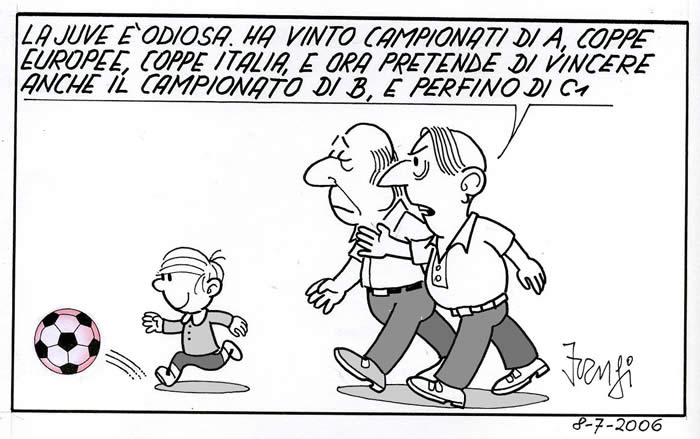 LA JUVE E' ODIOSA. HA VINTO CAMPIONATI DI A, COPPE
EUROPEE, COPPE ITALIA, E ORA PRETENDE DI VINCERE
ANCHE IL CAMPIONATO DI B, E PERFINO DI C1
8-7-2006